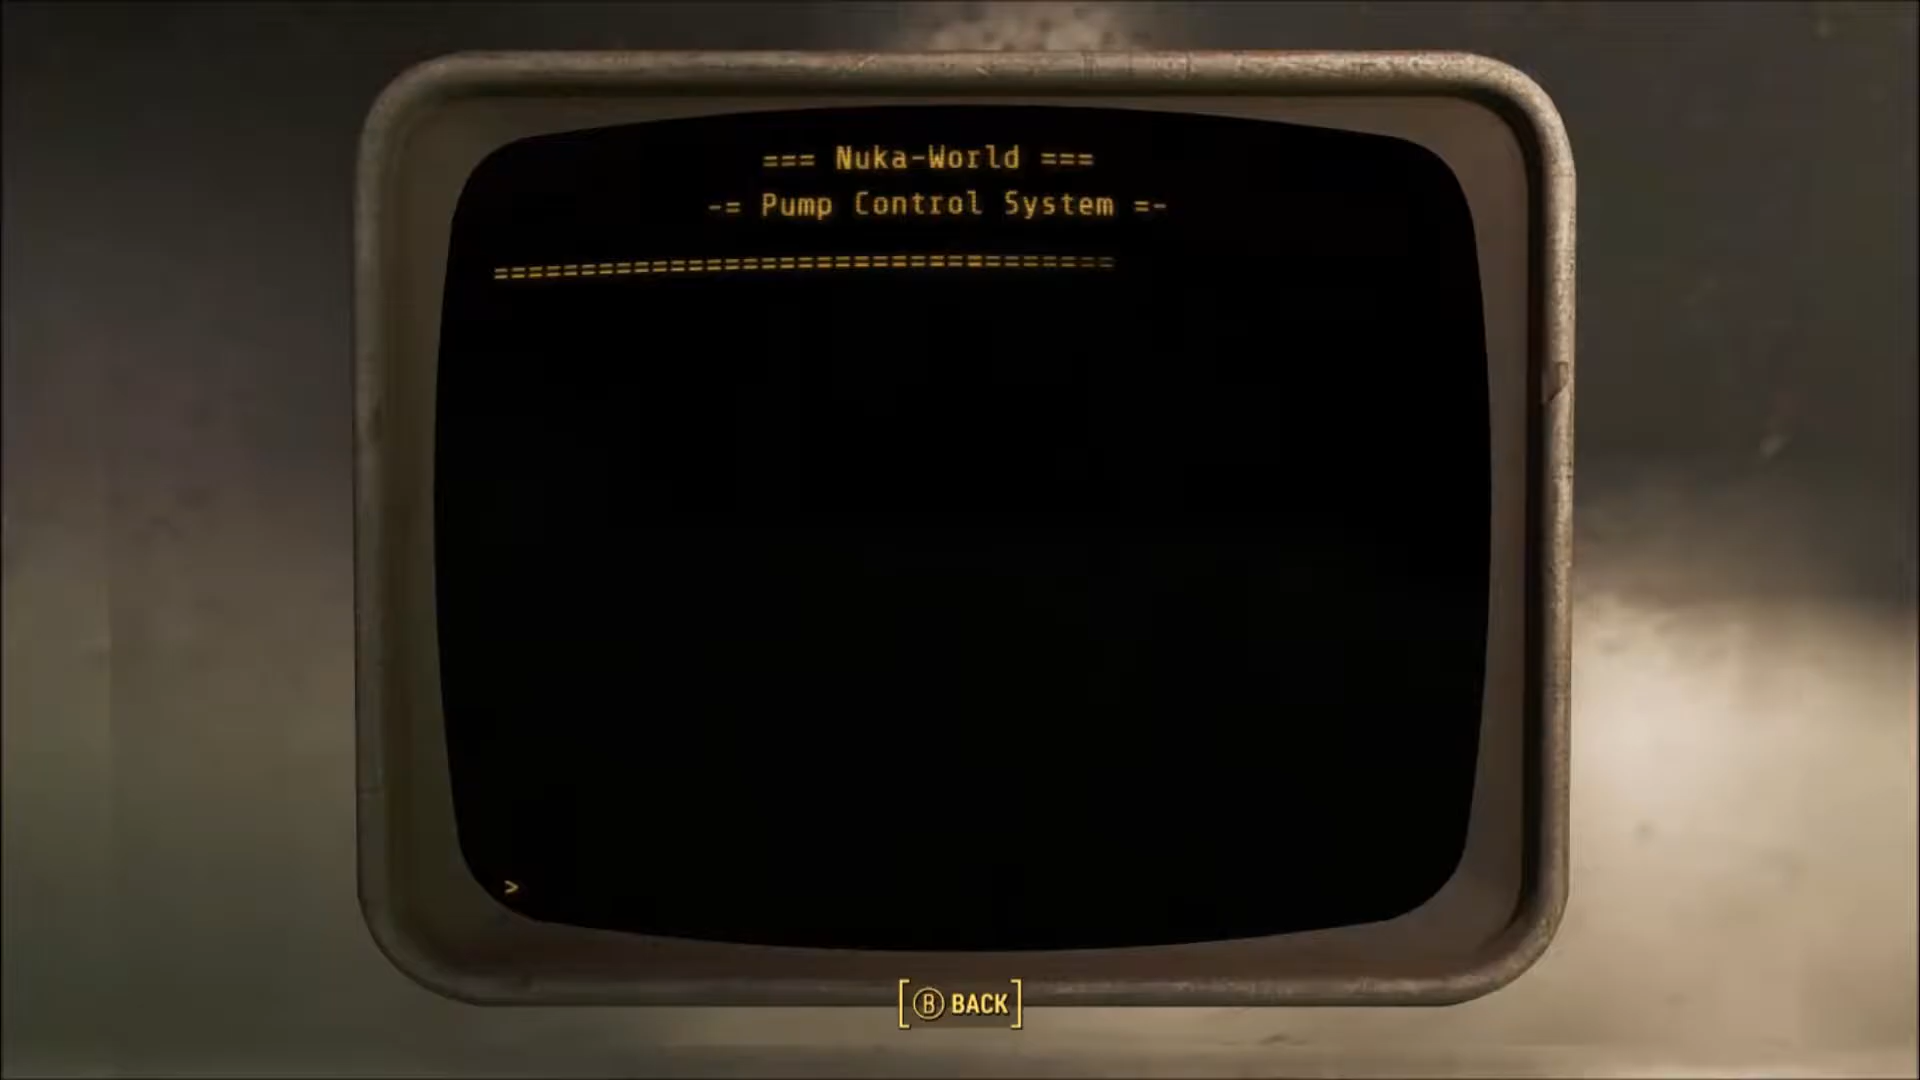 === Nuka-World ===
-= Pump Control System =-
===================================
>
[Ⓑ BACK]